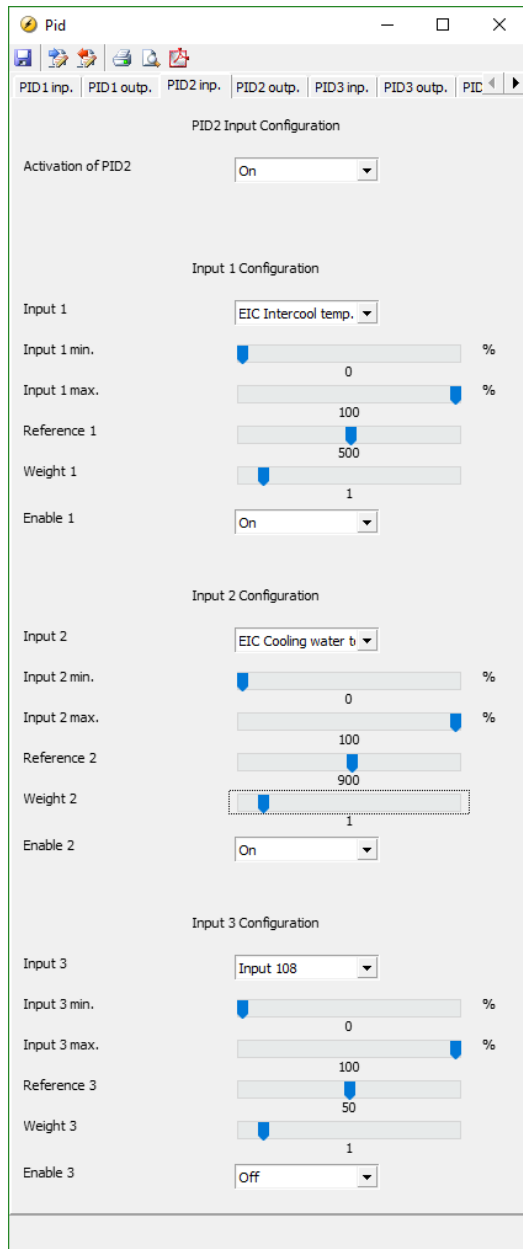 Pid
PID1 inp. PID1 outp. PID2 inp. PID2 outp. PID3 inp. PID3 outp. PID
PID2 Input Configuration
Activation of PID2 On
Input 1 Configuration
Input 1 EIC Intercool temp.
Input 1 min. %
0
Input 1 max. %
100
Reference 1
500
Weight 1
1
Enable 1 On
Input 2 Configuration
Input 2 EIC Cooling water t
Input 2 min. %
0
Input 2 max. %
100
Reference 2
900
Weight 2
1
Enable 2 On
Input 3 Configuration
Input 3 Input 108
Input 3 min. %
0
Input 3 max. %
100
Reference 3
50
Weight 3
1
Enable 3 Off